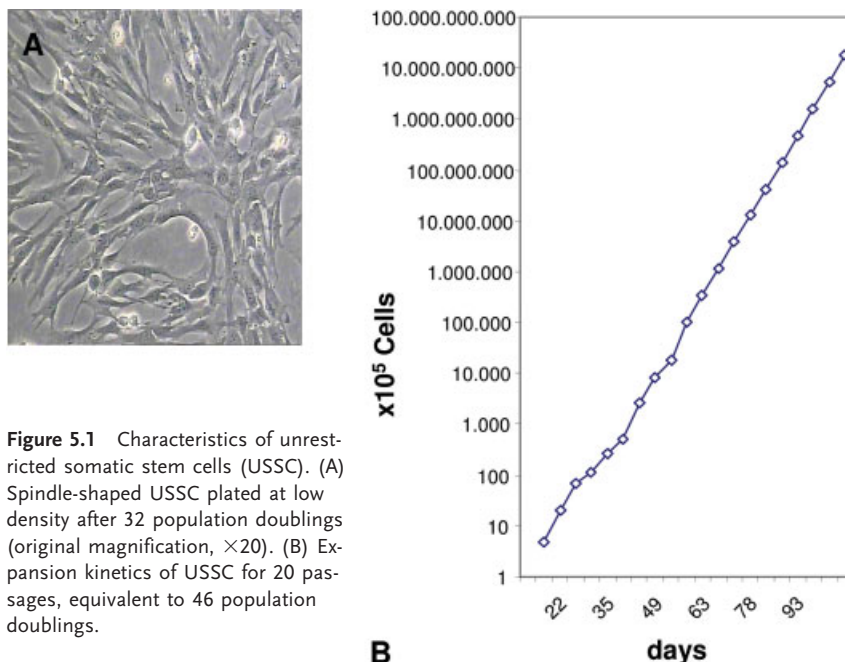 A
Figure 5.1 Characteristics of unrest-
ricted somatic stem cells (USSC). (A)
Spindle-shaped USSC plated at low
density after 32 population doublings
(original magnification, ×20). (B) Ex-
pansion kinetics of USSC for 20 pas-
sages, equivalent to 46 population
doublings.
100.000.000.000
10.000.000.000
1.000.000.000
100.000.000
10.000.000
1.000.000
100.000
10.000
1.000
100
10
1
x10⁵ Cells
22 35 49 63 78 93
B days